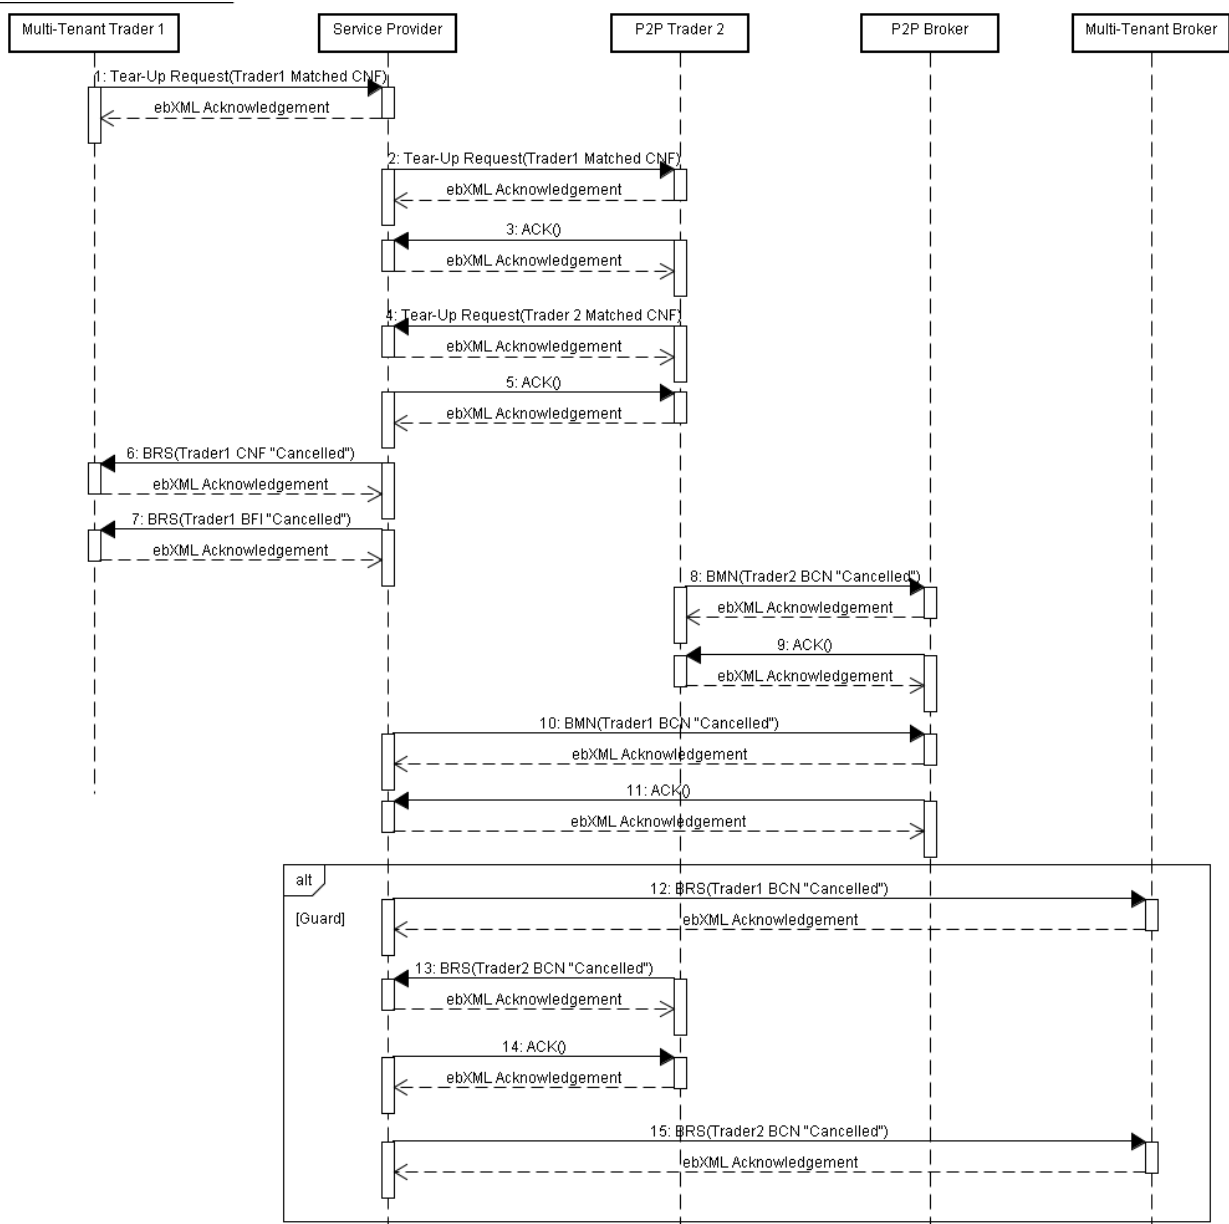 Multi-Tenant Trader 1
Service Provider
P2P Trader 2
P2P Broker
Multi-Tenant Broker
1: Tear-Up Request(Trader1 Matched CNF)
ebXML Acknowledgement
2: Tear-Up Request(Trader1 Matched CNF)
ebXML Acknowledgement
3: ACK()
ebXML Acknowledgement
4: Tear-Up Request(Trader 2 Matched CNF)
ebXML Acknowledgement
5: ACK()
ebXML Acknowledgement
6: BRS(Trader1 CNF "Cancelled")
ebXML Acknowledgement
7: BRS(Trader1 BFI "Cancelled")
ebXML Acknowledgement
8: BMN(Trader2 BCN "Cancelled")
ebXML Acknowledgement
9: ACK()
ebXML Acknowledgement
10: BMN(Trader1 BCN "Cancelled")
ebXML Acknowledgement
11: ACK()
ebXML Acknowledgement
alt
12: BRS(Trader1 BCN "Cancelled")
[Guard]
ebXML Acknowledgement
13: BRS(Trader2 BCN "Cancelled")
ebXML Acknowledgement
14: ACK()
ebXML Acknowledgement
15: BRS(Trader2 BCN "Cancelled")
ebXML Acknowledgement